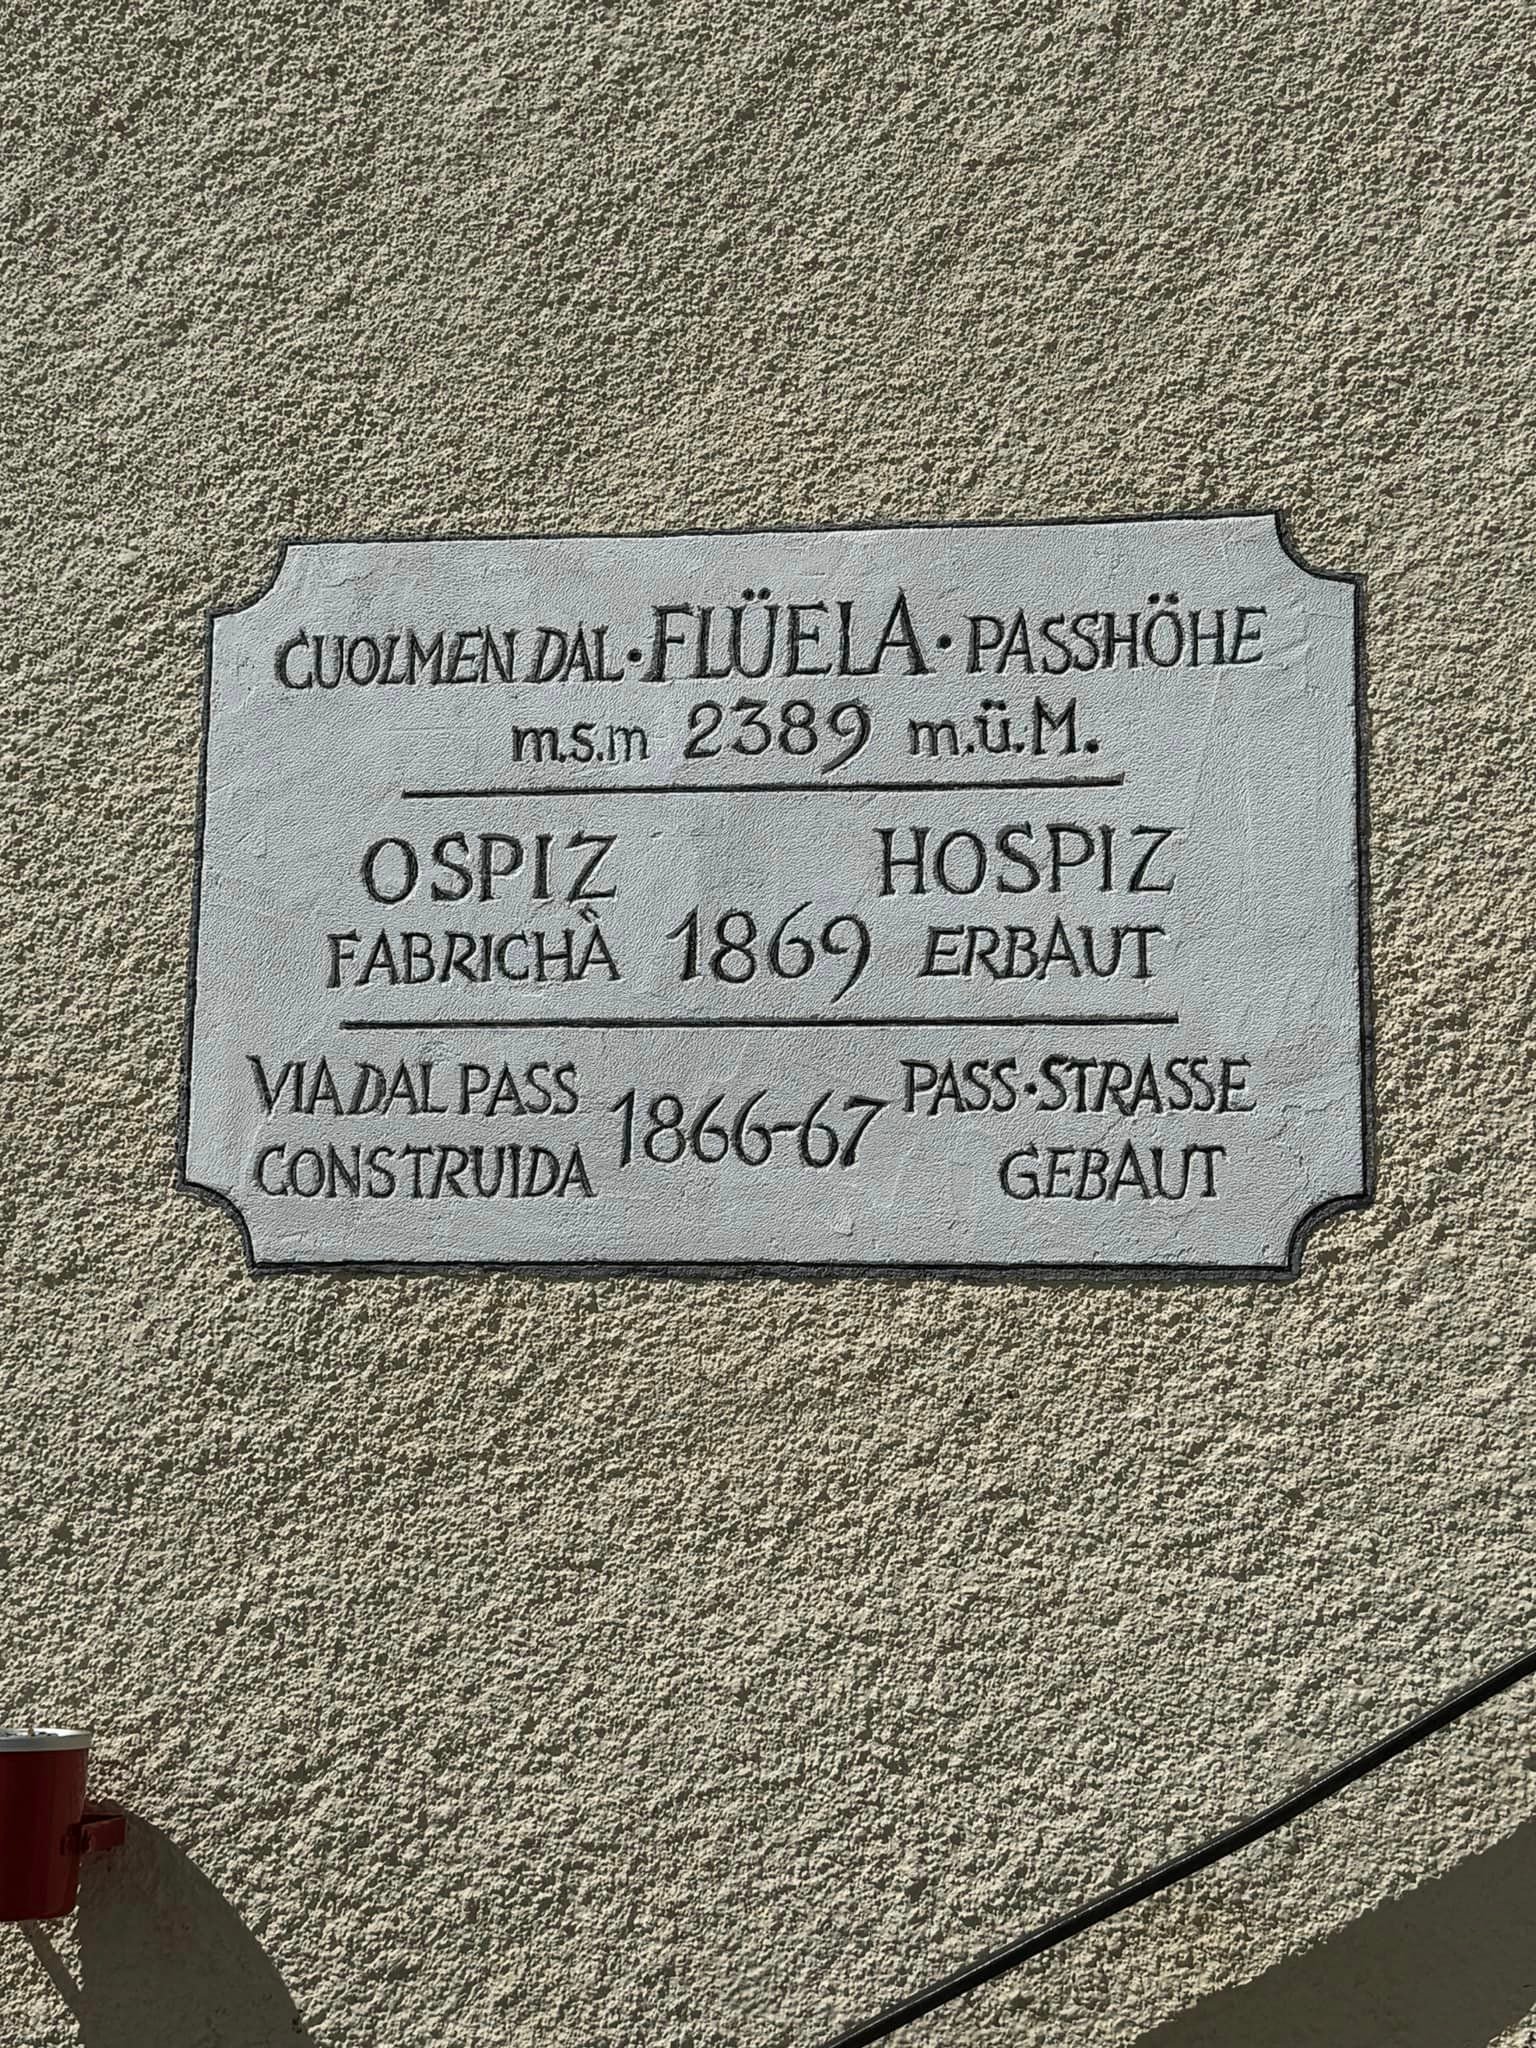 CUOLMEN DAL · FLÜELA · PASSHÖHE
m.s.m 2389 m.ü.M.
OSPIZ HOSPIZ
FABRICHÀ 1869 ERBAUT
VIA DAL PASS 1866-67 PASS·STRASSE
CONSTRUIDA GEBAUT